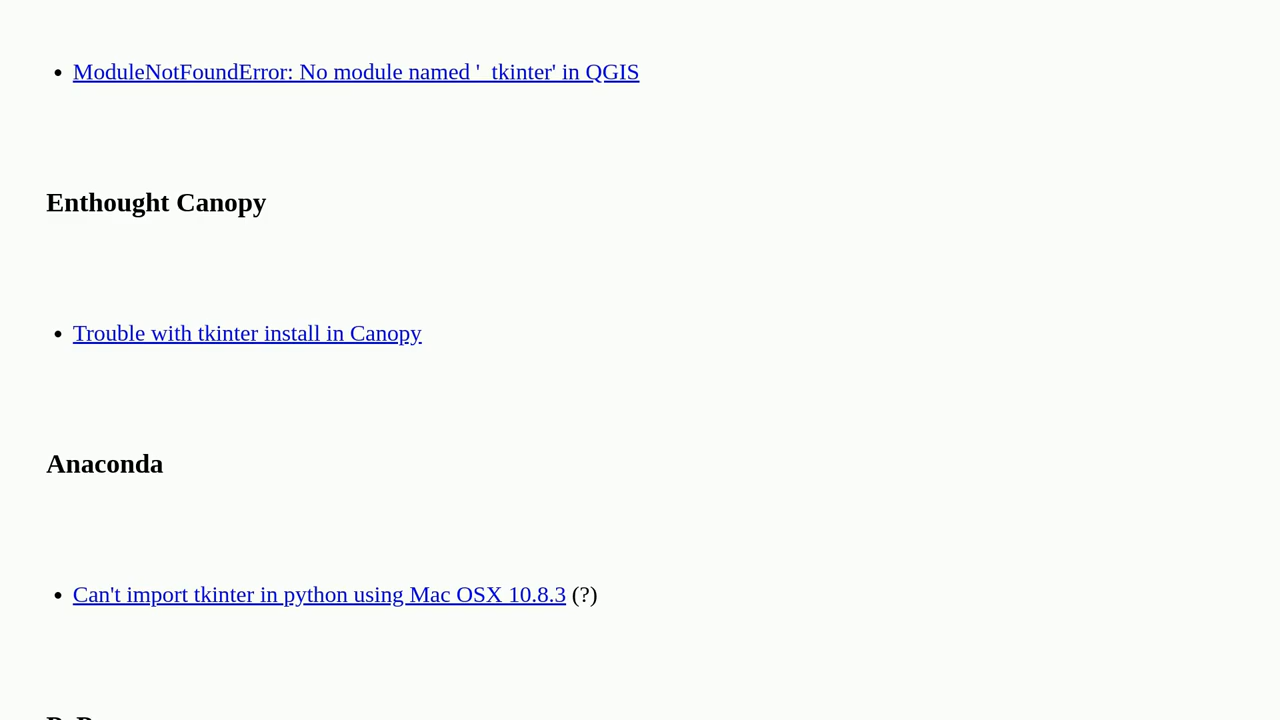 ModuleNotFoundError: No module named '_tkinter' in QGIS
Enthought Canopy
Trouble with tkinter install in Canopy
Anaconda
Can't import tkinter in python using Mac OSX 10.8.3 (?)